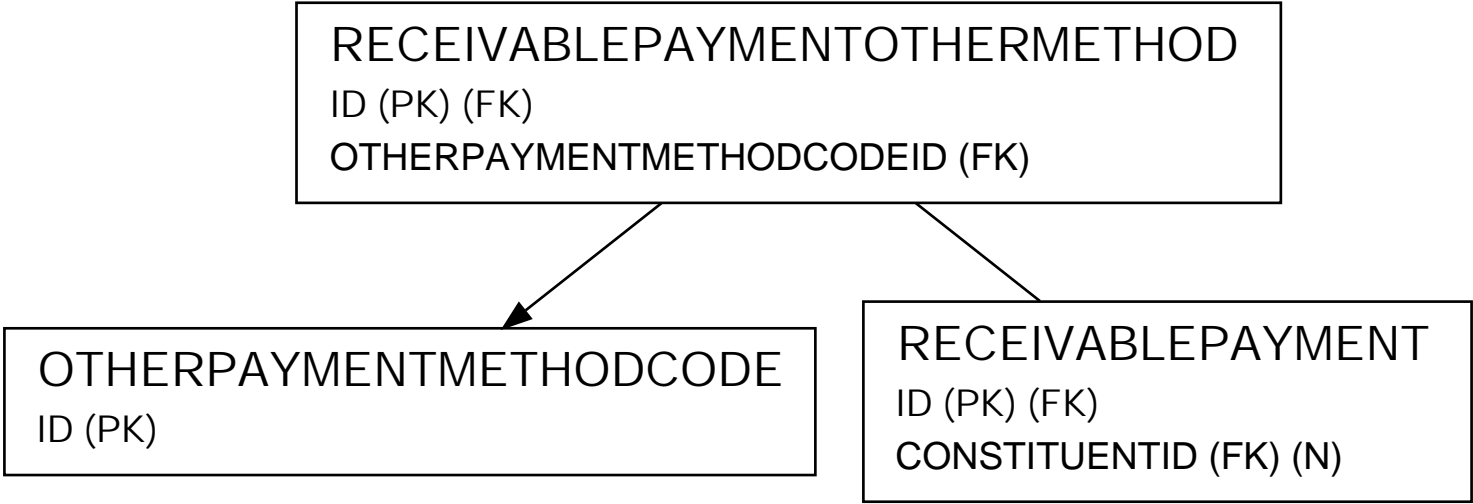 RECEIVABLEPAYMENTOTHERMETHOD
ID (PK) (FK)
OTHERPAYMENTMETHODCODEID (FK)
OTHERPAYMENTMETHODCODE
ID (PK)
RECEIVABLEPAYMENT
ID (PK) (FK)
CONSTITUENTID (FK) (N)